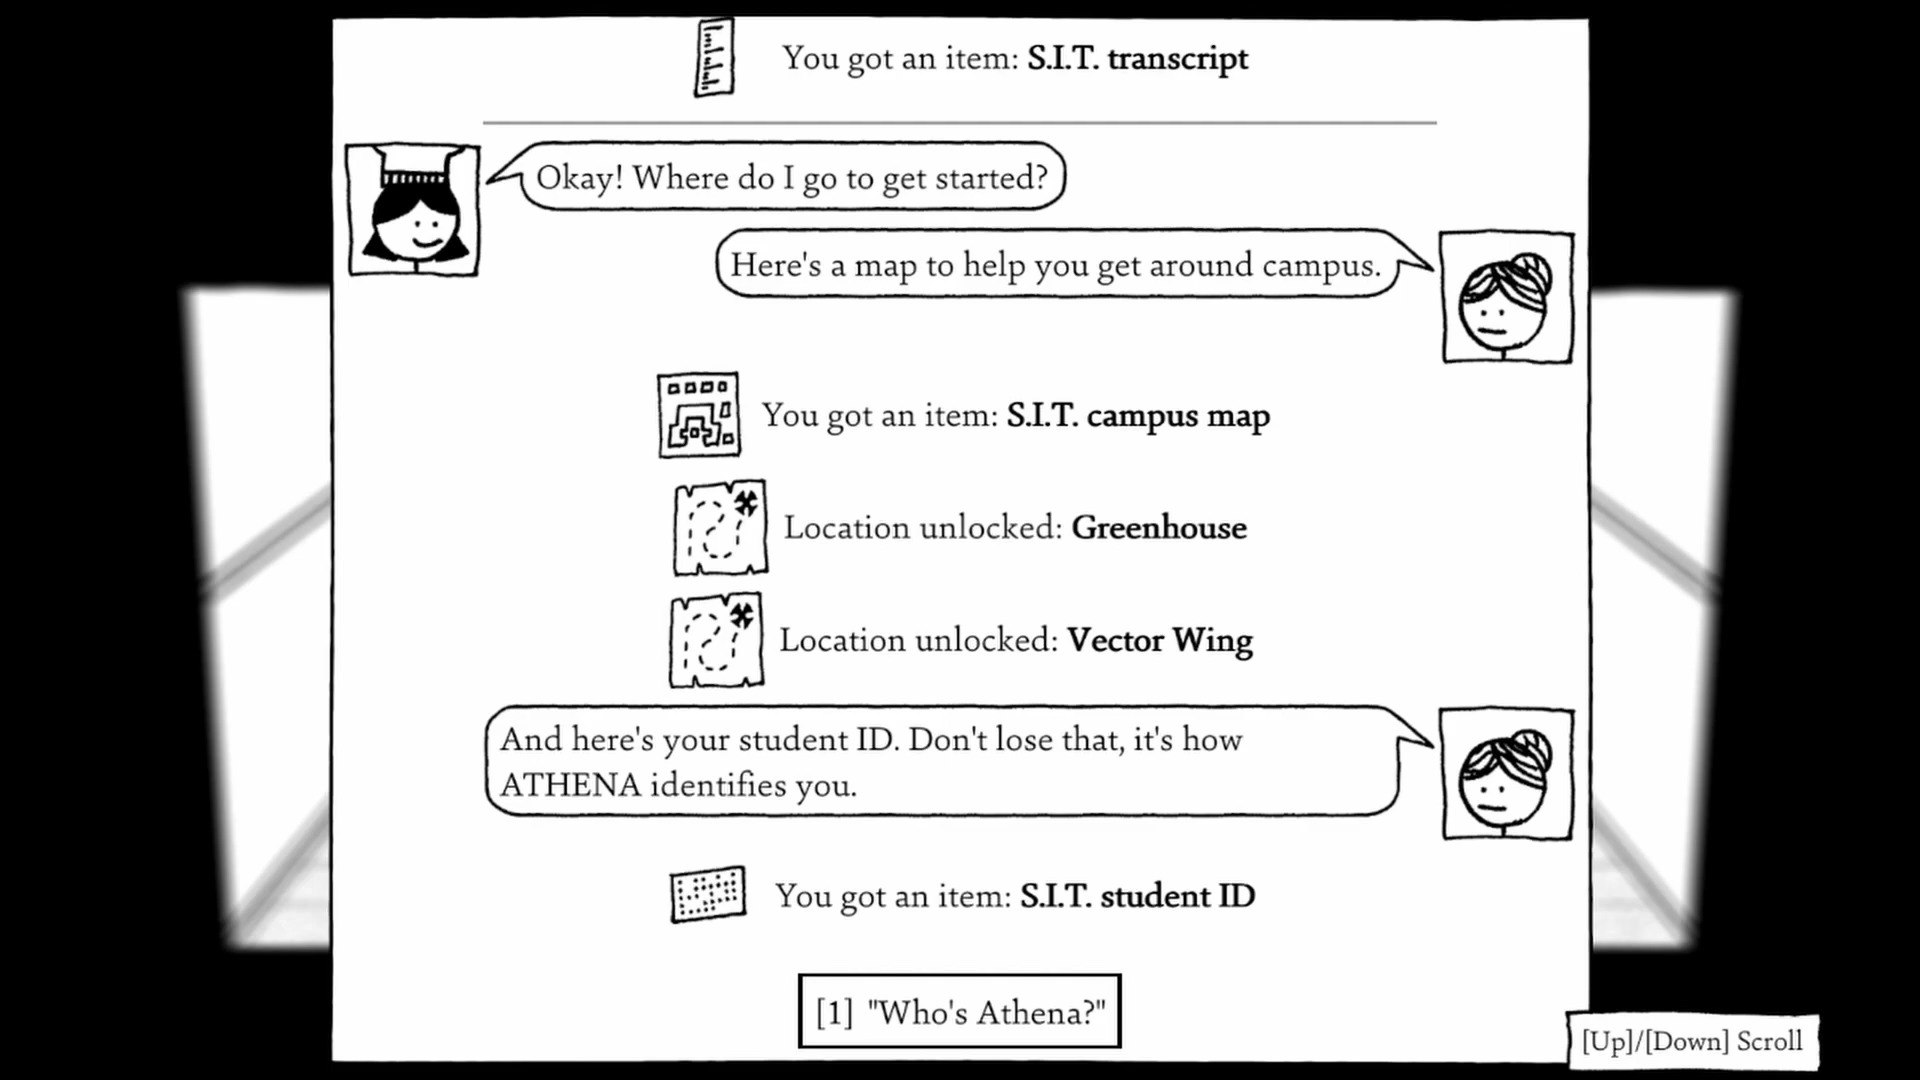 You got an item: S.I.T. transcript
Okay! Where do I go to get started?
Here's a map to help you get around campus.
You got an item: S.I.T. campus map
Location unlocked: Greenhouse
Location unlocked: Vector Wing
And here's your student ID. Don't lose that, it's how
ATHENA identifies you.
You got an item: S.I.T. student ID
[1] "Who's Athena?"
[Up]/[Down] Scroll